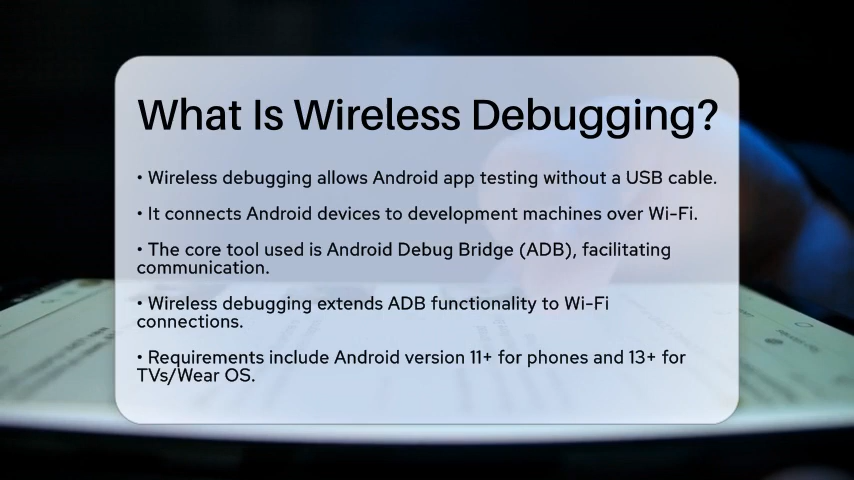 What Is Wireless Debugging?
• Wireless debugging allows Android app testing without a USB cable.
• It connects Android devices to development machines over Wi-Fi.
• The core tool used is Android Debug Bridge (ADB), facilitating
communication.
• Wireless debugging extends ADB functionality to Wi-Fi
connections.
• Requirements include Android version 11+ for phones and 13+ for
TVs/Wear OS.